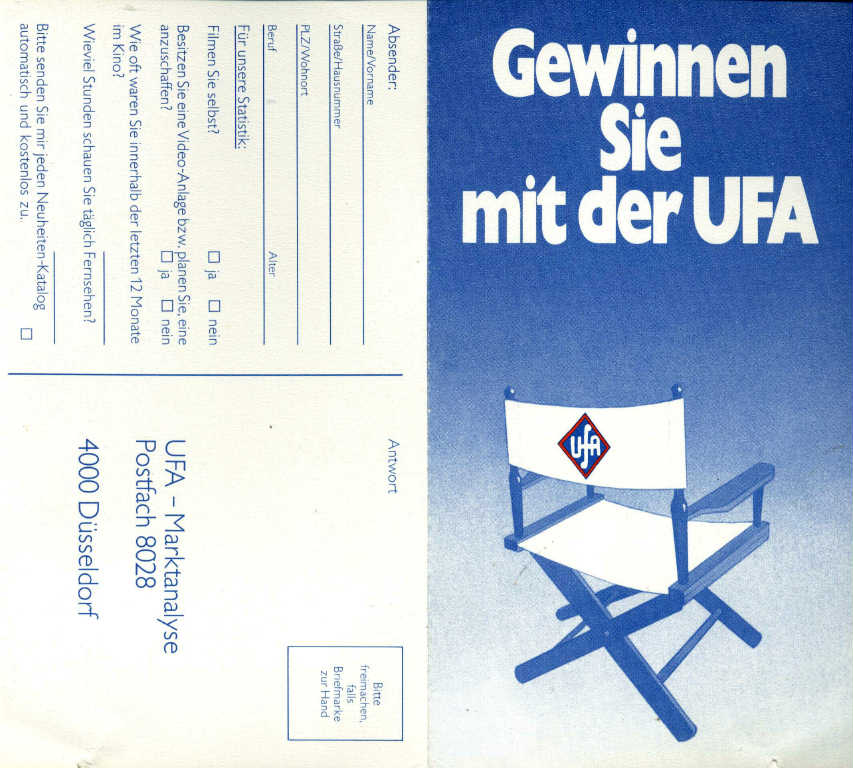 Gewinnen
Sie
mit der UFA
UFA
Absender:
Name/Vorname
Straße/Hausnummer
PLZ/Wohnort
Beruf
Alter
Für unsere Statistik:
Filmen Sie selbst?
ja
nein
Besitzen Sie eine Video-Anlage bzw. planen Sie, eine
anzuschaffen?
ja
nein
Wie oft waren Sie innerhalb der letzten 12 Monate
im Kino?
Wieviel Stunden schauen Sie täglich Fernsehen?
Bitte senden Sie mir jeden Neuheiten-Katalog
automatisch und kostenlos zu.
Antwort
UFA – Marktanalyse
Postfach 8028
4000 Düsseldorf
Bitte
freimachen,
falls
Briefmarke
zur Hand